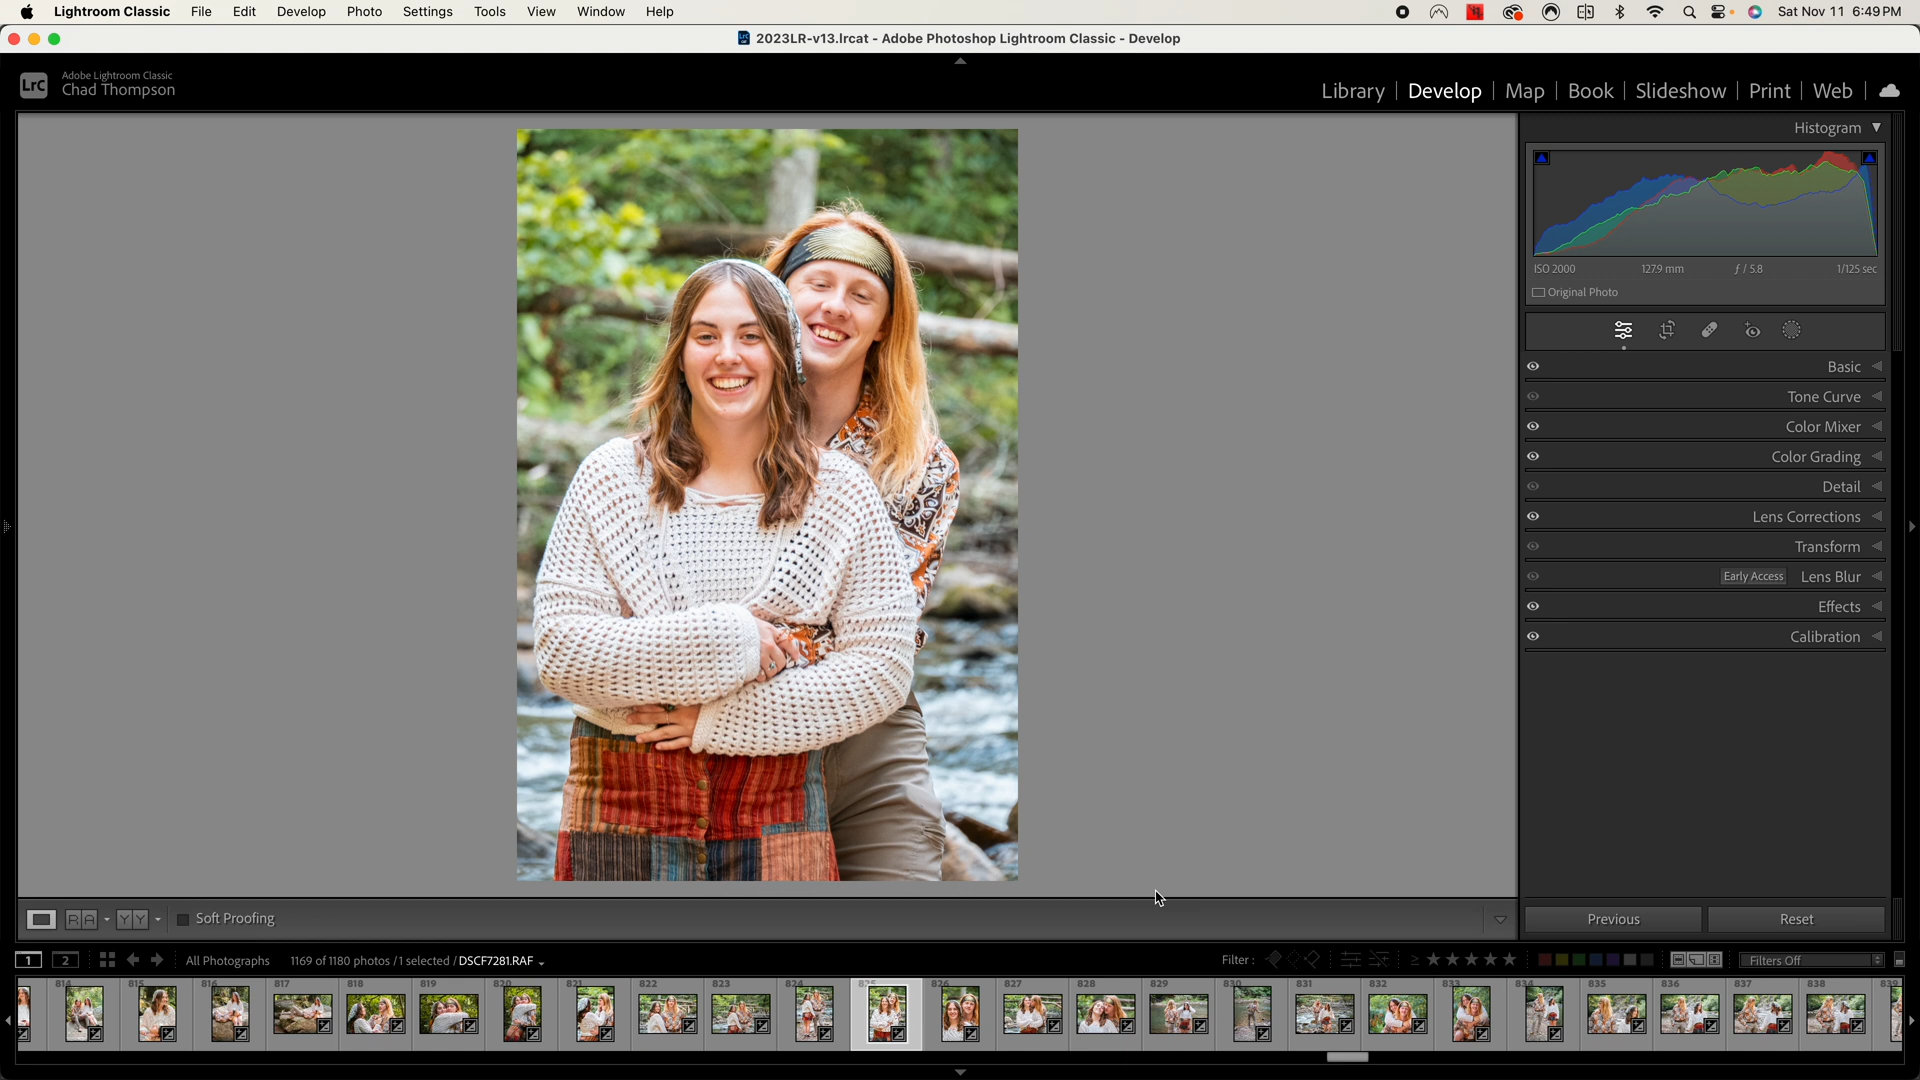 Lightroom Classic File Edit Develop Photo Settings Tools View Window Help Sat Nov 11 6:49 PM
2023LR-v13.lrcat - Adobe Photoshop Lightroom Classic - Develop
LrC
Adobe Lightroom Classic
Chad Thompson
Library Develop Map Book Slideshow Print Web
Histogram
ISO 2000 127.9 mm ƒ / 5.8 1/125 sec
Original Photo
Basic
Tone Curve
Color Mixer
Color Grading
Detail
Lens Corrections
Transform
Early Access Lens Blur
Effects
Calibration
R A Y Y Soft Proofing
Previous Reset
1 2 All Photographs 1169 of 1180 photos / 1 selected / DSCF7281.RAF Filter : Filters Off
814 815 816 817 818 819 820 821 822 823 824 825 826 827 828 829 830 831 832 833 834 835 836 837 838 839